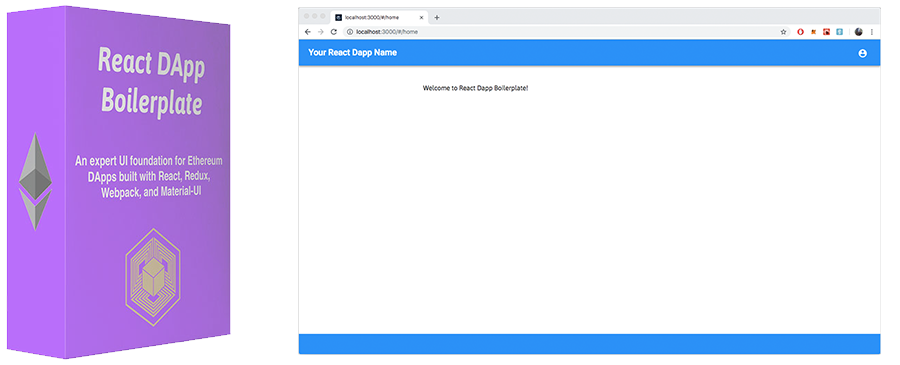 React DApp
Boilerplate
An expert UI foundation for Ethereum
DApps built with React, Redux,
Webpack, and Material-UI
localhost:3000/#/home
localhost:3000/#/home
Your React Dapp Name
Welcome to React Dapp Boilerplate!